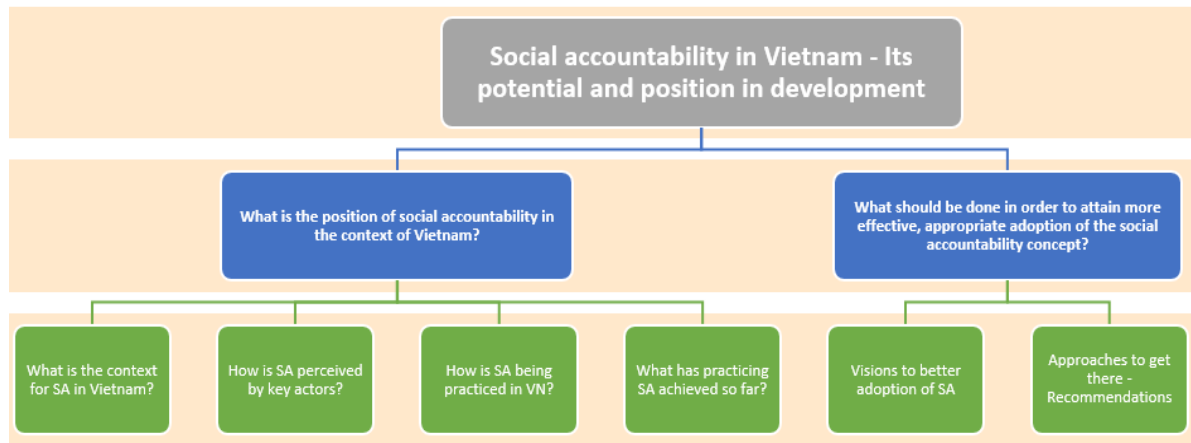 Social accountability in Vietnam - Its
potential and position in development
What is the position of social accountability in
the context of Vietnam?
What should be done in order to attain more
effective, appropriate adoption of the social
accountability concept?
What is the context
for SA in Vietnam?
How is SA perceived
by key actors?
How is SA being
practiced in VN?
What has practicing
SA achieved so far?
Visions to better
adoption of SA
Approaches to get
there -
Recommendations